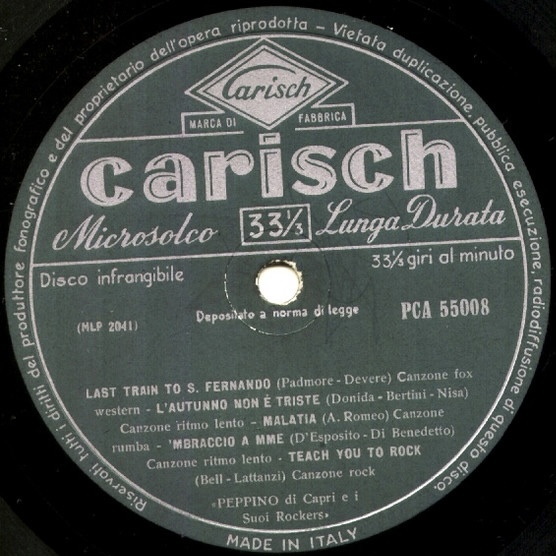 Riservati tutti i diritti del produttore fonografico e del proprietario dell'opera riprodotta - Vietata duplicazione, pubblica esecuzione, radiodiffusione di questo disco.
Carisch
MARCA DI FABBRICA
carisch
Microsolco 33⅓ Lunga Durata
Disco infrangibile
33⅓ giri al minuto
Depositato a norma di legge
PCA 55008
(MLP 2041)
LAST TRAIN TO S. FERNANDO (Padmore - Devere) Canzone fox
western - L'AUTUNNO NON È TRISTE (Donida - Bertini - Nisa)
Canzone ritmo lento - MALATIA (A. Romeo) Canzone
rumba - 'MBRACCIO A MME (D'Esposito - Di Benedetto)
Canzone ritmo lento - TEACH YOU TO ROCK
(Bell - Lattanzi) Canzone rock
«PEPPINO di Capri e i
Suoi Rockers»
MADE IN ITALY